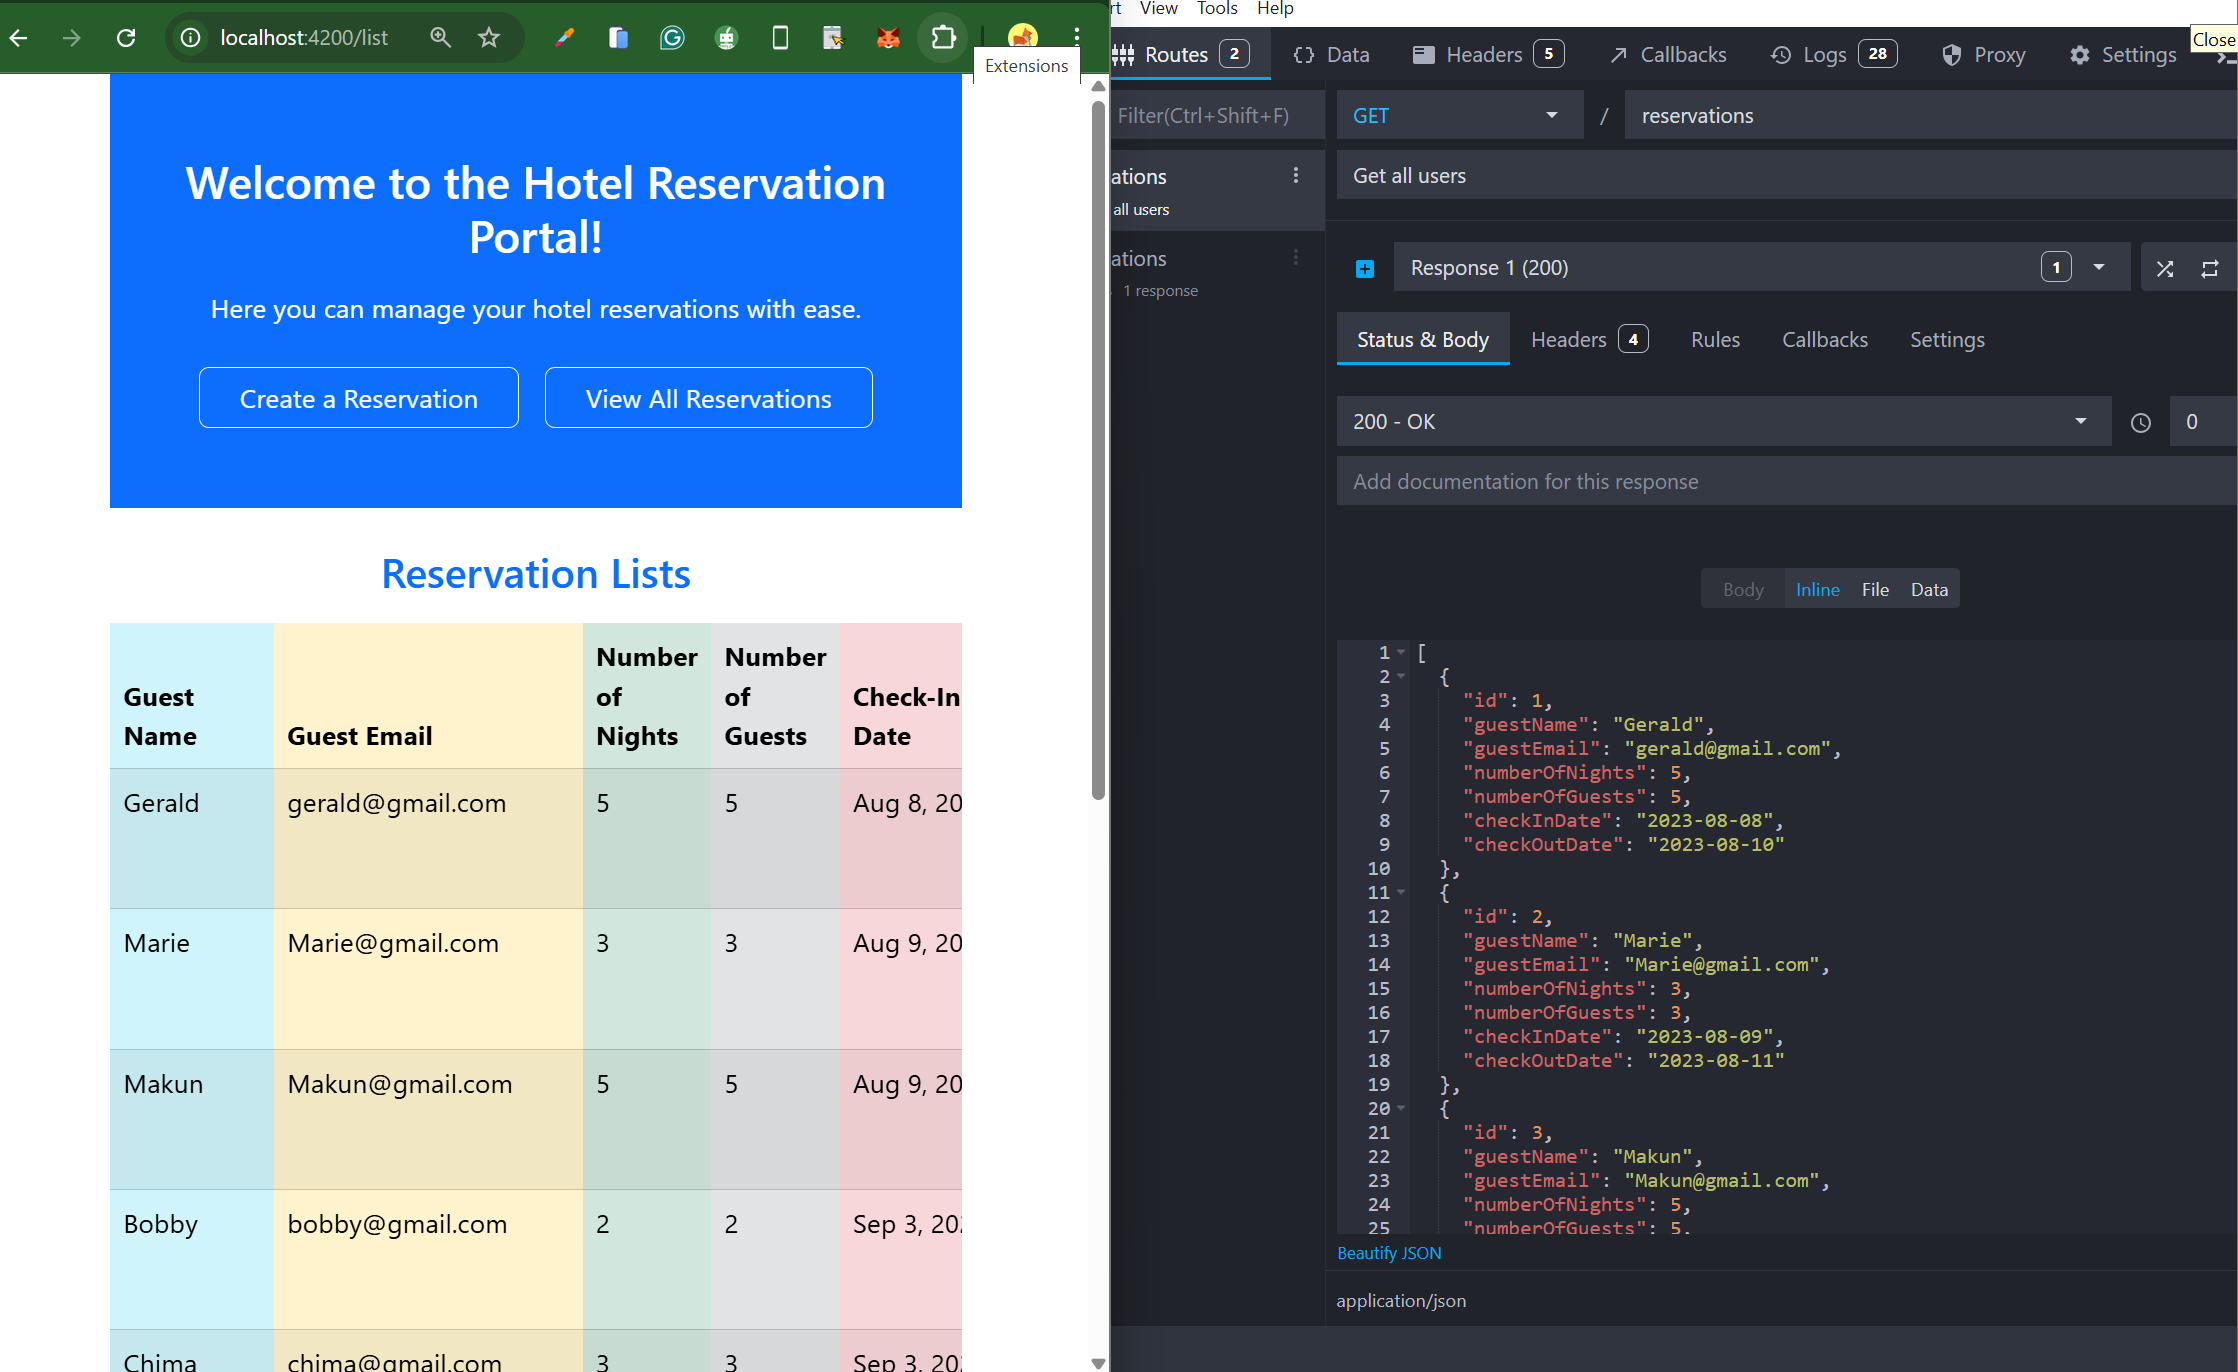 localhost:4200/list
Extensions
Welcome to the Hotel Reservation
Portal!
Here you can manage your hotel reservations with ease.
Create a Reservation
View All Reservations
Reservation Lists
Guest Name
Guest Email
Number of Nights
Number of Guests
Check-In Date
Gerald gerald@gmail.com 5 5 Aug 8, 20
Marie Marie@gmail.com 3 3 Aug 9, 20
Makun Makun@gmail.com 5 5 Aug 9, 20
Bobby bobby@gmail.com 2 2 Sep 3, 20
Chima chima@gmail.com 3 3 Sep 3, 20
rt View Tools Help
Close
Routes 2 {} Data Headers 5 Callbacks Logs 28 Proxy Settings
Filter(Ctrl+Shift+F)
ations
all users
ations
1 response
GET / reservations
Get all users
Response 1 (200) 1
Status & Body Headers 4 Rules Callbacks Settings
200 - OK 0
Add documentation for this response
Body Inline File Data
1 [
2 {
3 "id": 1,
4 "guestName": "Gerald",
5 "guestEmail": "gerald@gmail.com",
6 "numberOfNights": 5,
7 "numberOfGuests": 5,
8 "checkInDate": "2023-08-08",
9 "checkOutDate": "2023-08-10"
10 },
11 {
12 "id": 2,
13 "guestName": "Marie",
14 "guestEmail": "Marie@gmail.com",
15 "numberOfNights": 3,
16 "numberOfGuests": 3,
17 "checkInDate": "2023-08-09",
18 "checkOutDate": "2023-08-11"
19 },
20 {
21 "id": 3,
22 "guestName": "Makun",
23 "guestEmail": "Makun@gmail.com",
24 "numberOfNights": 5,
25 "numberOfGuests": 5,
Beautify JSON
application/json